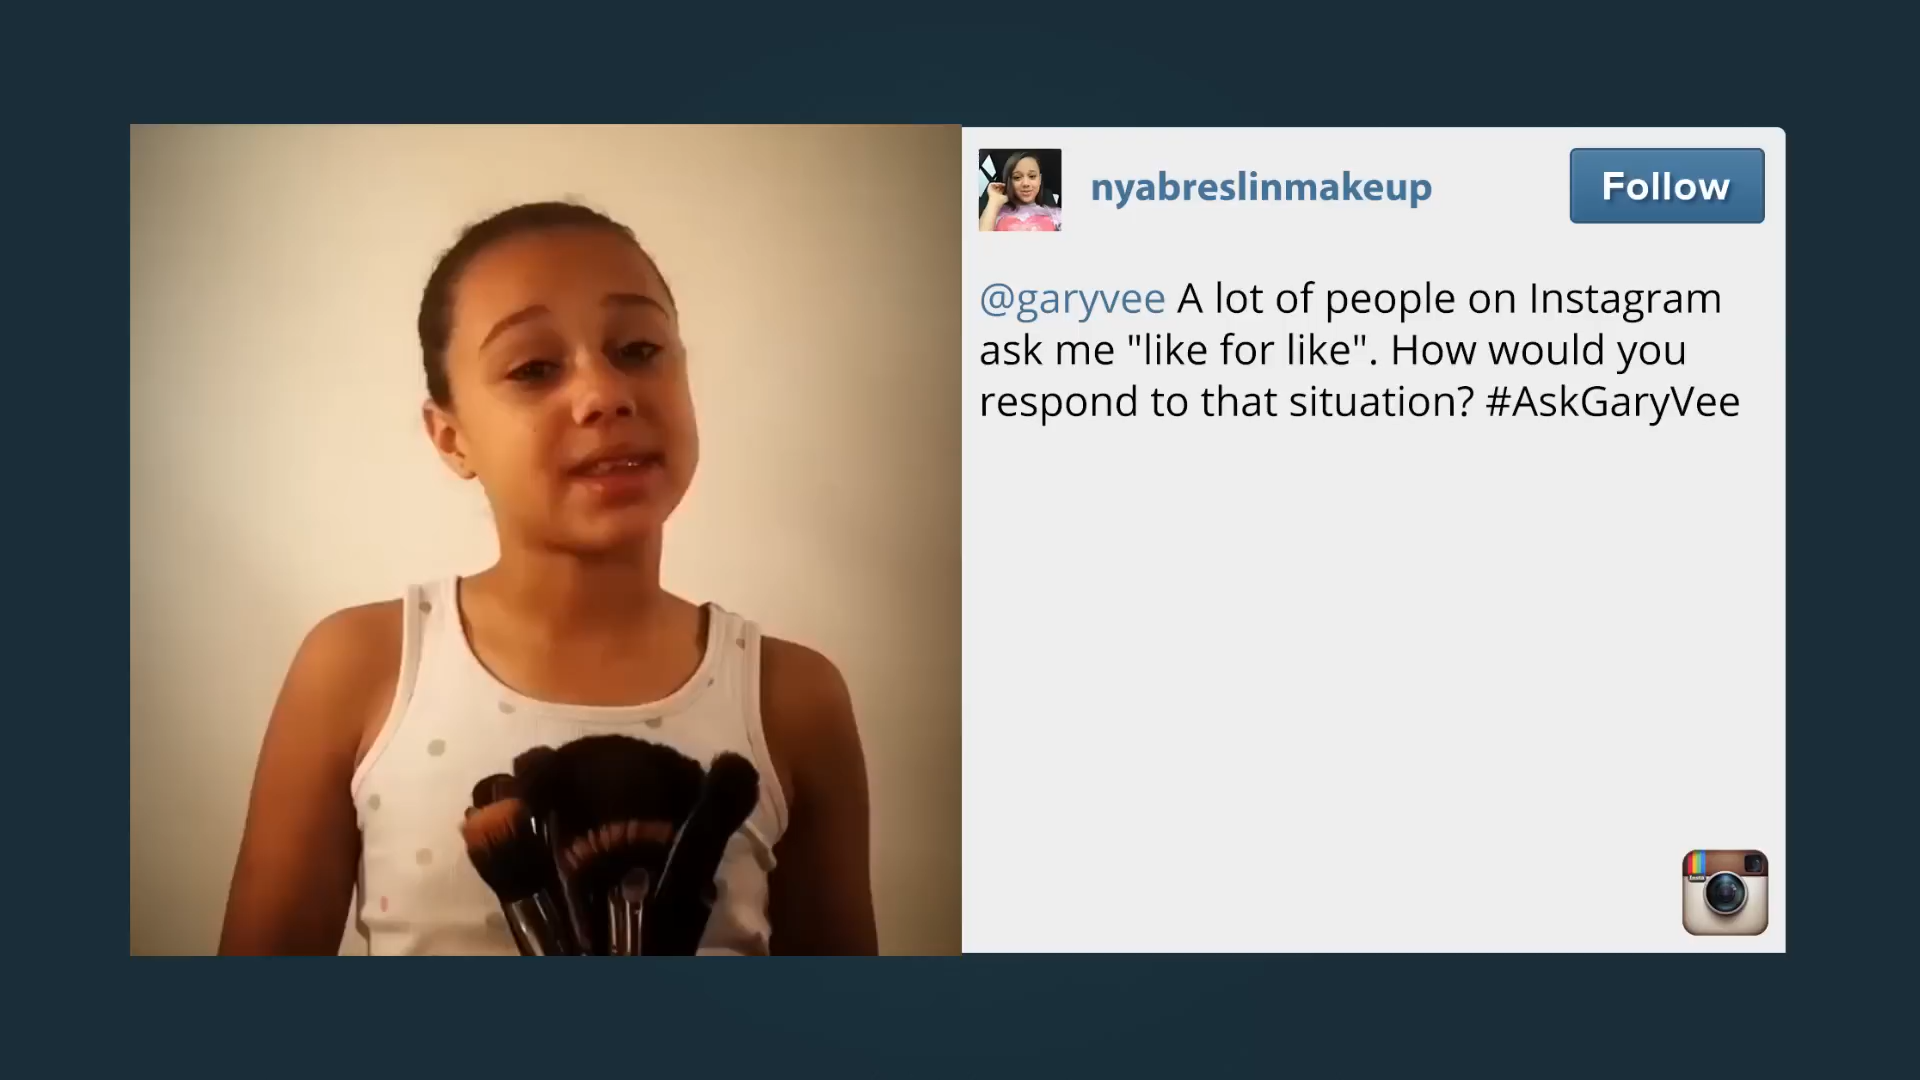 nyabreslinmakeup
Follow
@garyvee A lot of people on Instagram
ask me "like for like". How would you
respond to that situation? #AskGaryVee